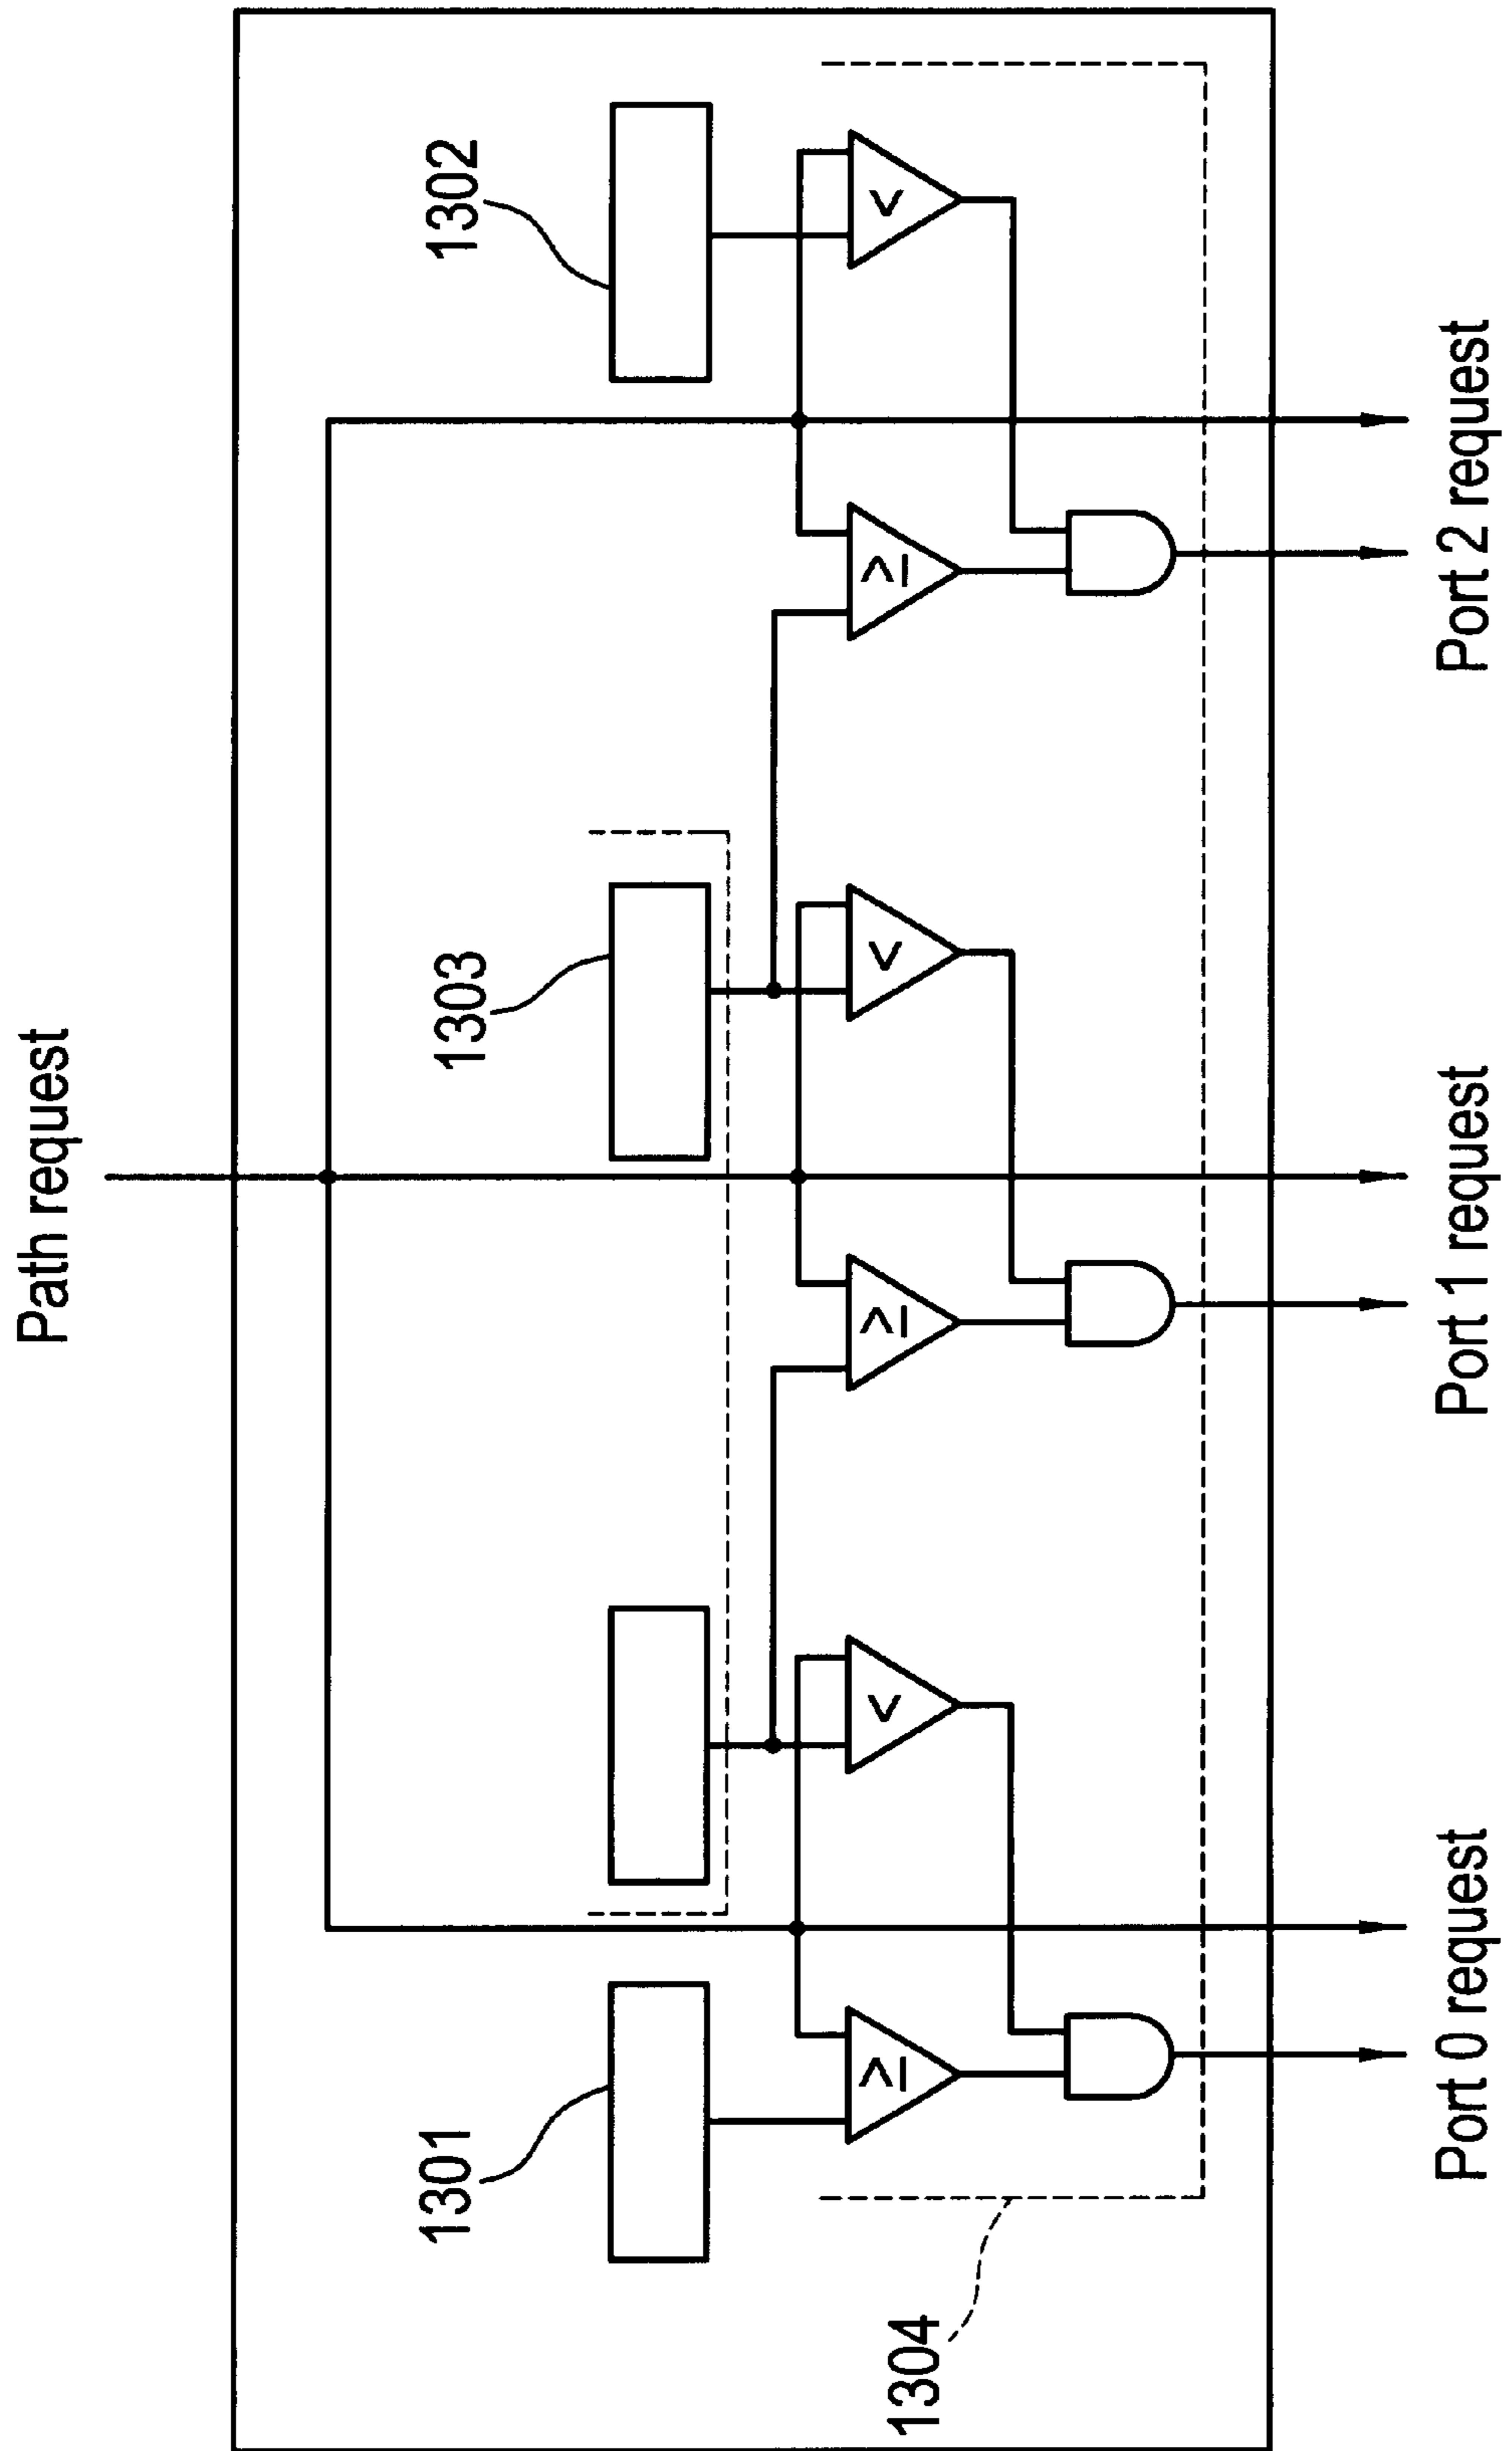 Path request
1301
1303
1302
≥
<
≥
<
≥
<
1304
Port 0 request
Port 1 request
Port 2 request